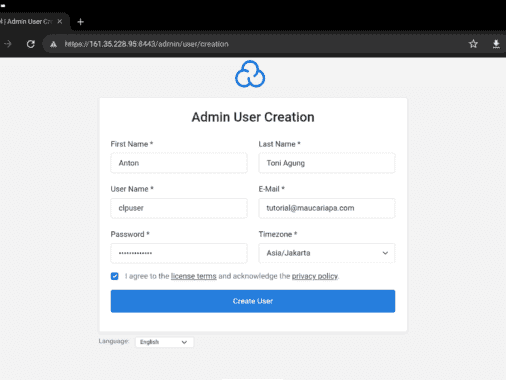 | Admin User Cre
https://161.35.228.95:8443/admin/user/creation
Admin User Creation
First Name * Last Name *
Anton Toni Agung
User Name * E-Mail *
clpuser tutorial@maucariapa.com
Password * Timezone *
••••••••••••• Asia/Jakarta
I agree to the license terms and acknowledge the privacy policy.
Create User
Language: English